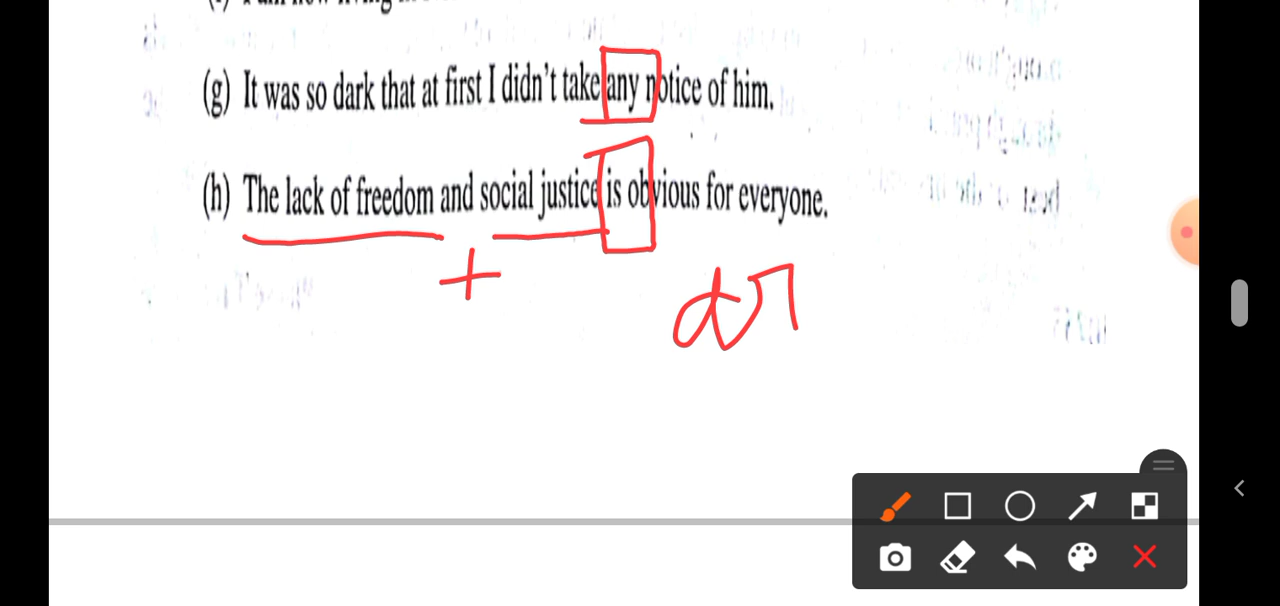 (g) It was so dark that at first I didn't take any notice of him.
(h) The lack of freedom and social justice is obvious for everyone.
+